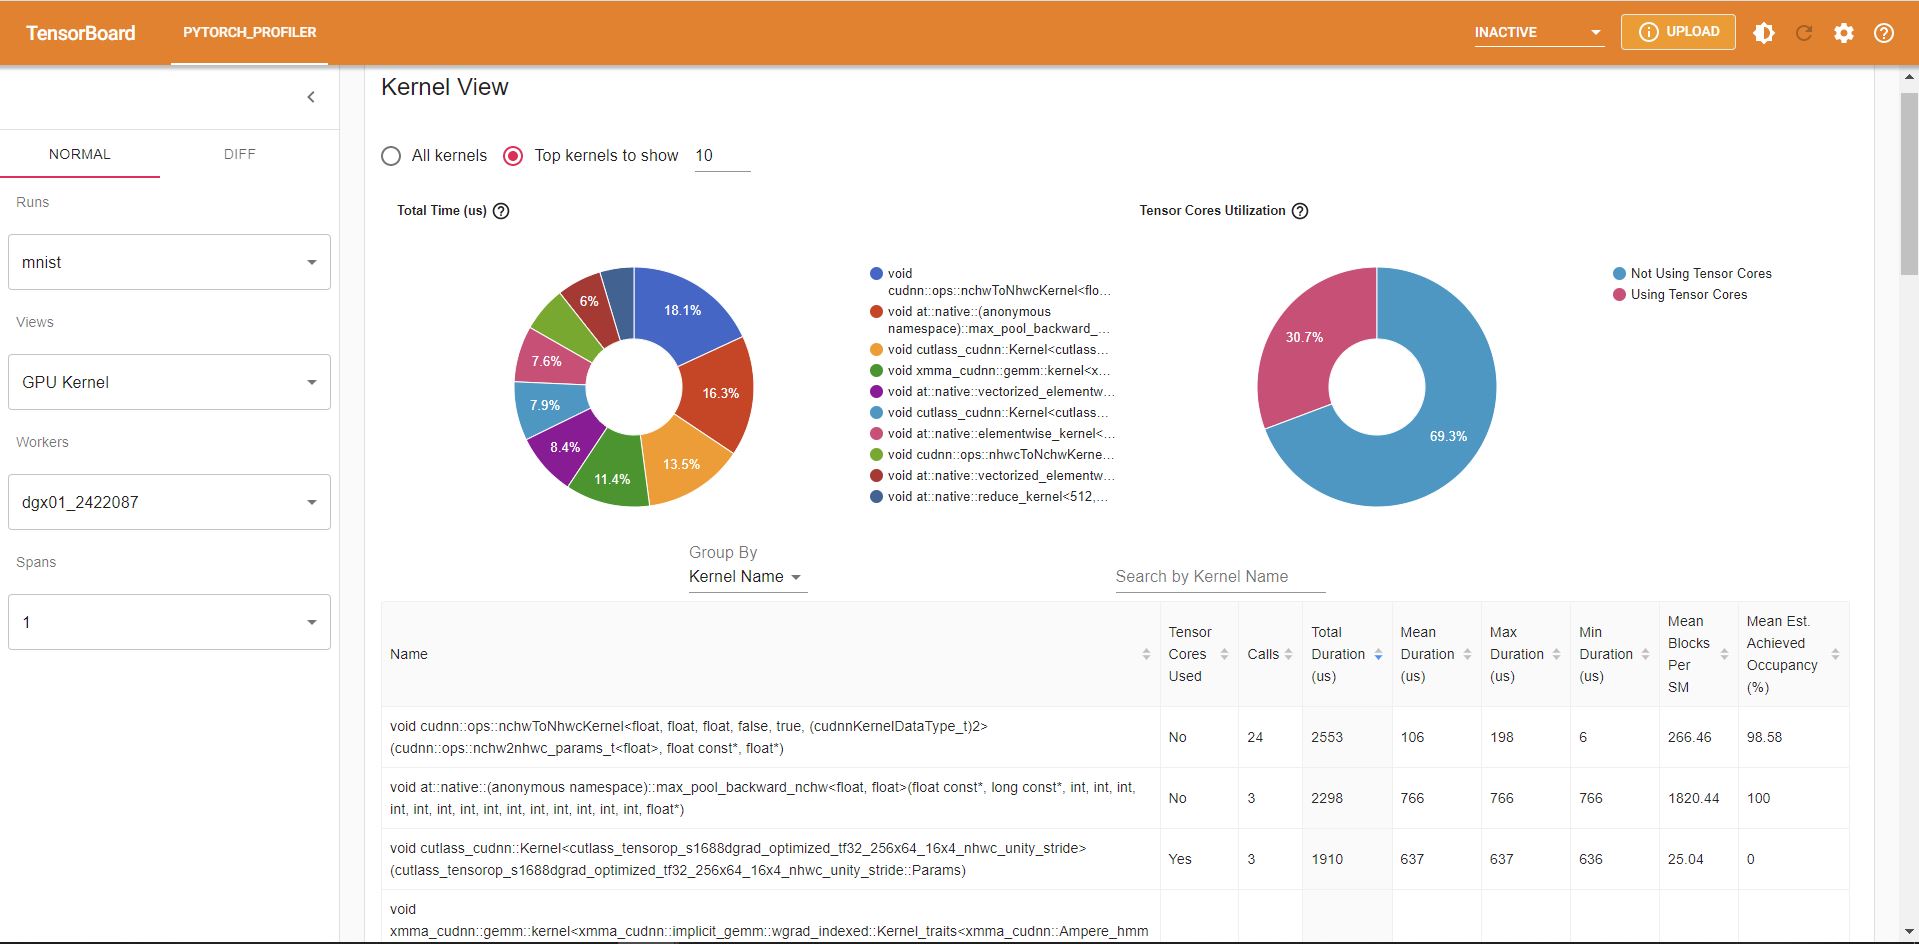 TensorBoard
PYTORCH_PROFILER
INACTIVE
UPLOAD
NORMAL
DIFF
Runs
mnist
Views
GPU Kernel
Workers
dgx01_2422087
Spans
1
Kernel View
All kernels
Top kernels to show
10
Total Time (us)
18.1%
16.3%
13.5%
11.4%
8.4%
7.9%
7.6%
6%
void
cudnn::ops::nchwToNhwcKernel<flo...
void at::native::(anonymous
namespace)::max_pool_backward_...
void cutlass_cudnn::Kernel<cutlass...
void xmma_cudnn::gemm::kernel<x...
void at::native::vectorized_elementw...
void cutlass_cudnn::Kernel<cutlass...
void at::native::elementwise_kernel<...
void cudnn::ops::nhwcToNchwKerne...
void at::native::vectorized_elementw...
void at::native::reduce_kernel<512,...
Tensor Cores Utilization
30.7%
69.3%
Not Using Tensor Cores
Using Tensor Cores
Group By
Kernel Name
Search by Kernel Name
Name
Tensor
Cores
Used
Calls
Total
Duration
(us)
Mean
Duration
(us)
Max
Duration
(us)
Min
Duration
(us)
Mean
Blocks
Per
SM
Mean Est.
Achieved
Occupancy
(%)
void cudnn::ops::nchwToNhwcKernel<float, float, float, false, true, (cudnnKernelDataType_t)2>
(cudnn::ops::nchw2nhwc_params_t<float>, float const*, float*)
No
24
2553
106
198
6
266.46
98.58
void at::native::(anonymous namespace)::max_pool_backward_nchw<float, float>(float const*, long const*, int, int, int,
int, int, int, int, int, int, int, int, int, int, int, float*)
No
3
2298
766
766
766
1820.44
100
void cutlass_cudnn::Kernel<cutlass_tensorop_s1688dgrad_optimized_tf32_256x64_16x4_nhwc_unity_stride>
(cutlass_tensorop_s1688dgrad_optimized_tf32_256x64_16x4_nhwc_unity_stride::Params)
Yes
3
1910
637
637
636
25.04
0
void
xmma_cudnn::gemm::kernel<xmma_cudnn::implicit_gemm::wgrad_indexed::Kernel_traits<xmma_cudnn::Ampere_hmm